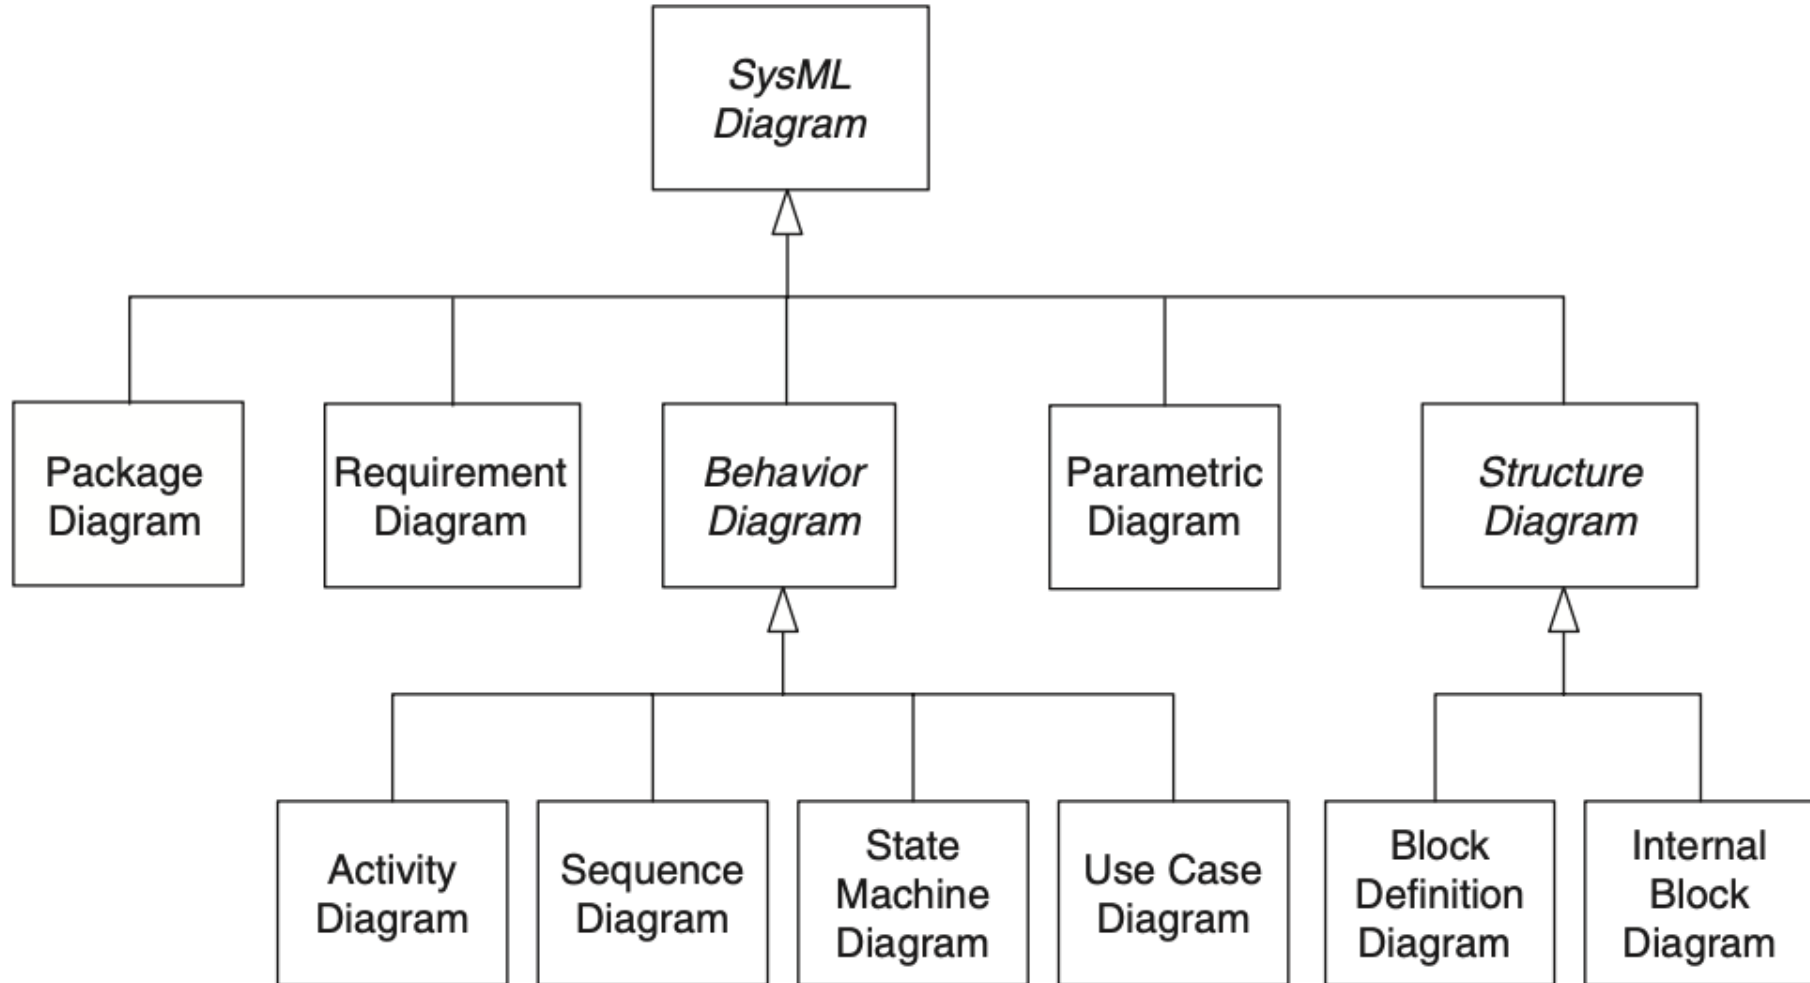 SysML
Diagram
Package
Diagram
Requirement
Diagram
Behavior
Diagram
Parametric
Diagram
Structure
Diagram
Activity
Diagram
Sequence
Diagram
State
Machine
Diagram
Use Case
Diagram
Block
Definition
Diagram
Internal
Block
Diagram